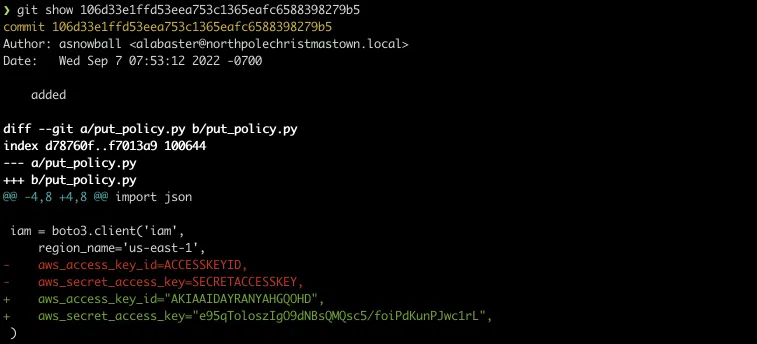 ❯ git show 106d33e1ffd53eea753c1365eafc6588398279b5
commit 106d33e1ffd53eea753c1365eafc6588398279b5
Author: asnowball <alabaster@northpolechristmastown.local>
Date:   Wed Sep 7 07:53:12 2022 -0700

    added

diff --git a/put_policy.py b/put_policy.py
index d78760f..f7013a9 100644
--- a/put_policy.py
+++ b/put_policy.py
@@ -4,8 +4,8 @@ import json

 iam = boto3.client('iam',
     region_name='us-east-1',
-    aws_access_key_id=ACCESSKEYID,
-    aws_secret_access_key=SECRETACCESSKEY,
+    aws_access_key_id="AKIAAIDAYRANYAHGQOHD",
+    aws_secret_access_key="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",
 )